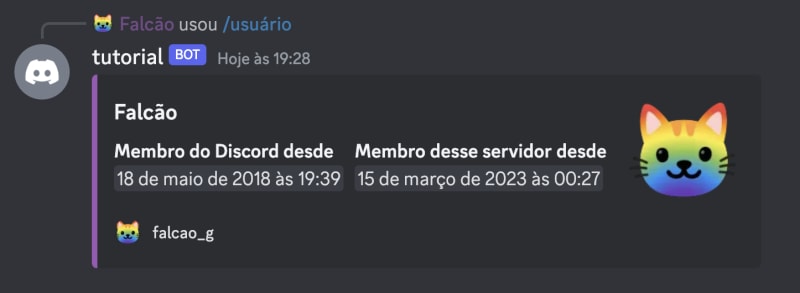 Falcão usou /usuário
tutorial BOT Hoje às 19:28
Falcão
Membro do Discord desde Membro desse servidor desde
18 de maio de 2018 às 19:39 15 de março de 2023 às 00:27
falcao_g